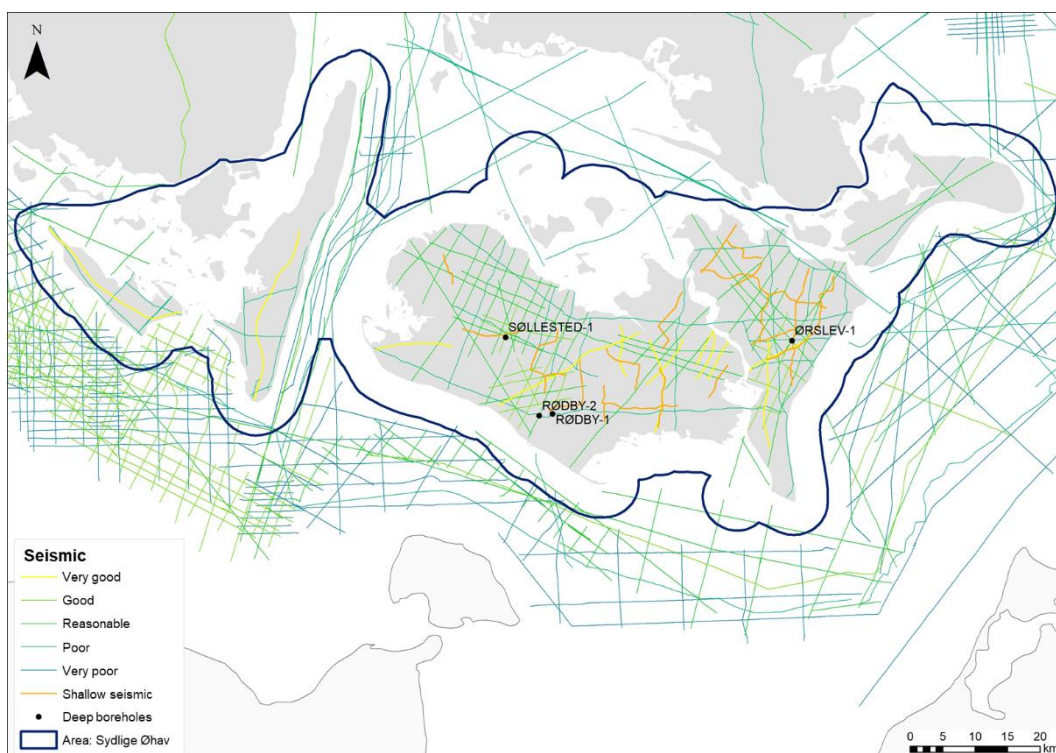 N
SØLLESTED-1
ØRSLEV-1
RØDBY-2
RØDBY-1
Seismic
Very good
Good
Reasonable
Poor
Very poor
Shallow seismic
Deep boreholes
Area: Sydlige Øhav
0 5 10 15 20
km